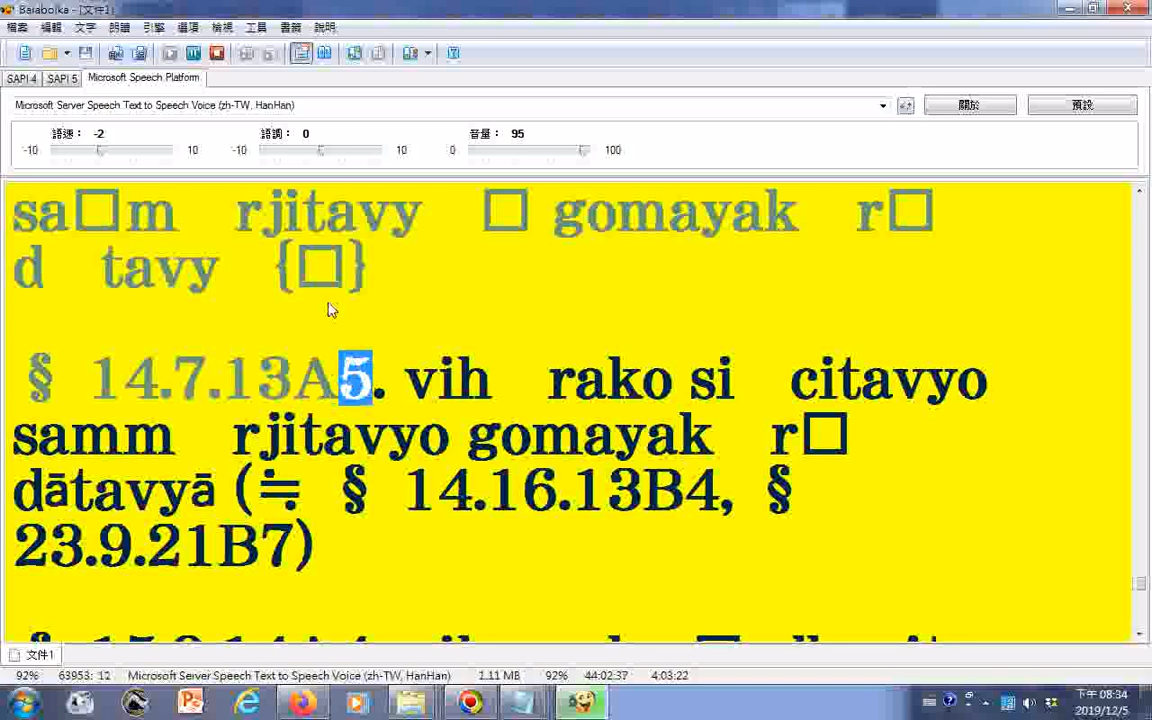 Balabolka - [文件1]
檔案 編輯 文字 朗讀 引擎 選項 檢視 工具 書籤 說明
SAPI 4 SAPI 5 Microsoft Speech Platform
Microsoft Server Speech Text to Speech Voice (zh-TW, HanHan) 關於 預設
語速： -2 語調： 0 音量： 95
-10 10 -10 10 0 100
sa□m rjitavy □ gomayak r□
d tavy {□}
§ 14.7.13A5. vih rako si citavyo
samm rjitavyo gomayak r□
dātavyā (≒ § 14.16.13B4, §
23.9.21B7)
文件1
92% 63953: 12 Microsoft Server Speech Text to Speech Voice (zh-TW, HanHan) 1.11 MB 92% 44:02:37 4:03:22
下午 08:34
2019/12/5